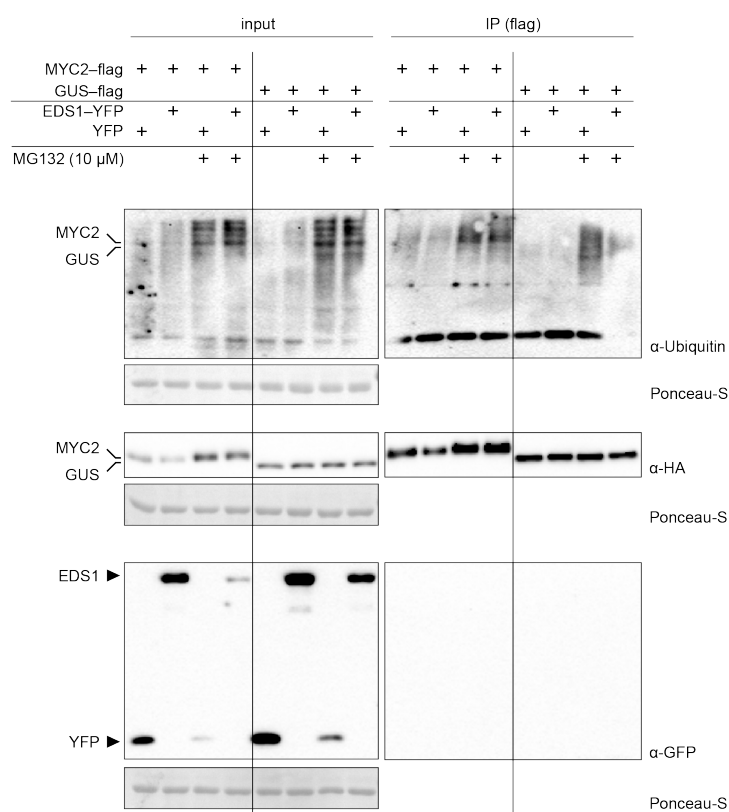 input IP (flag)
MYC2–flag + + + + + + + +
GUS–flag + + + + + + + +
EDS1–YFP + + + + + + + +
YFP + + + + + + + +
MG132 (10 µM) + + + + + + + +
MYC2
GUS
α-Ubiquitin
Ponceau-S
MYC2
GUS
α-HA
Ponceau-S
EDS1
YFP
α-GFP
Ponceau-S